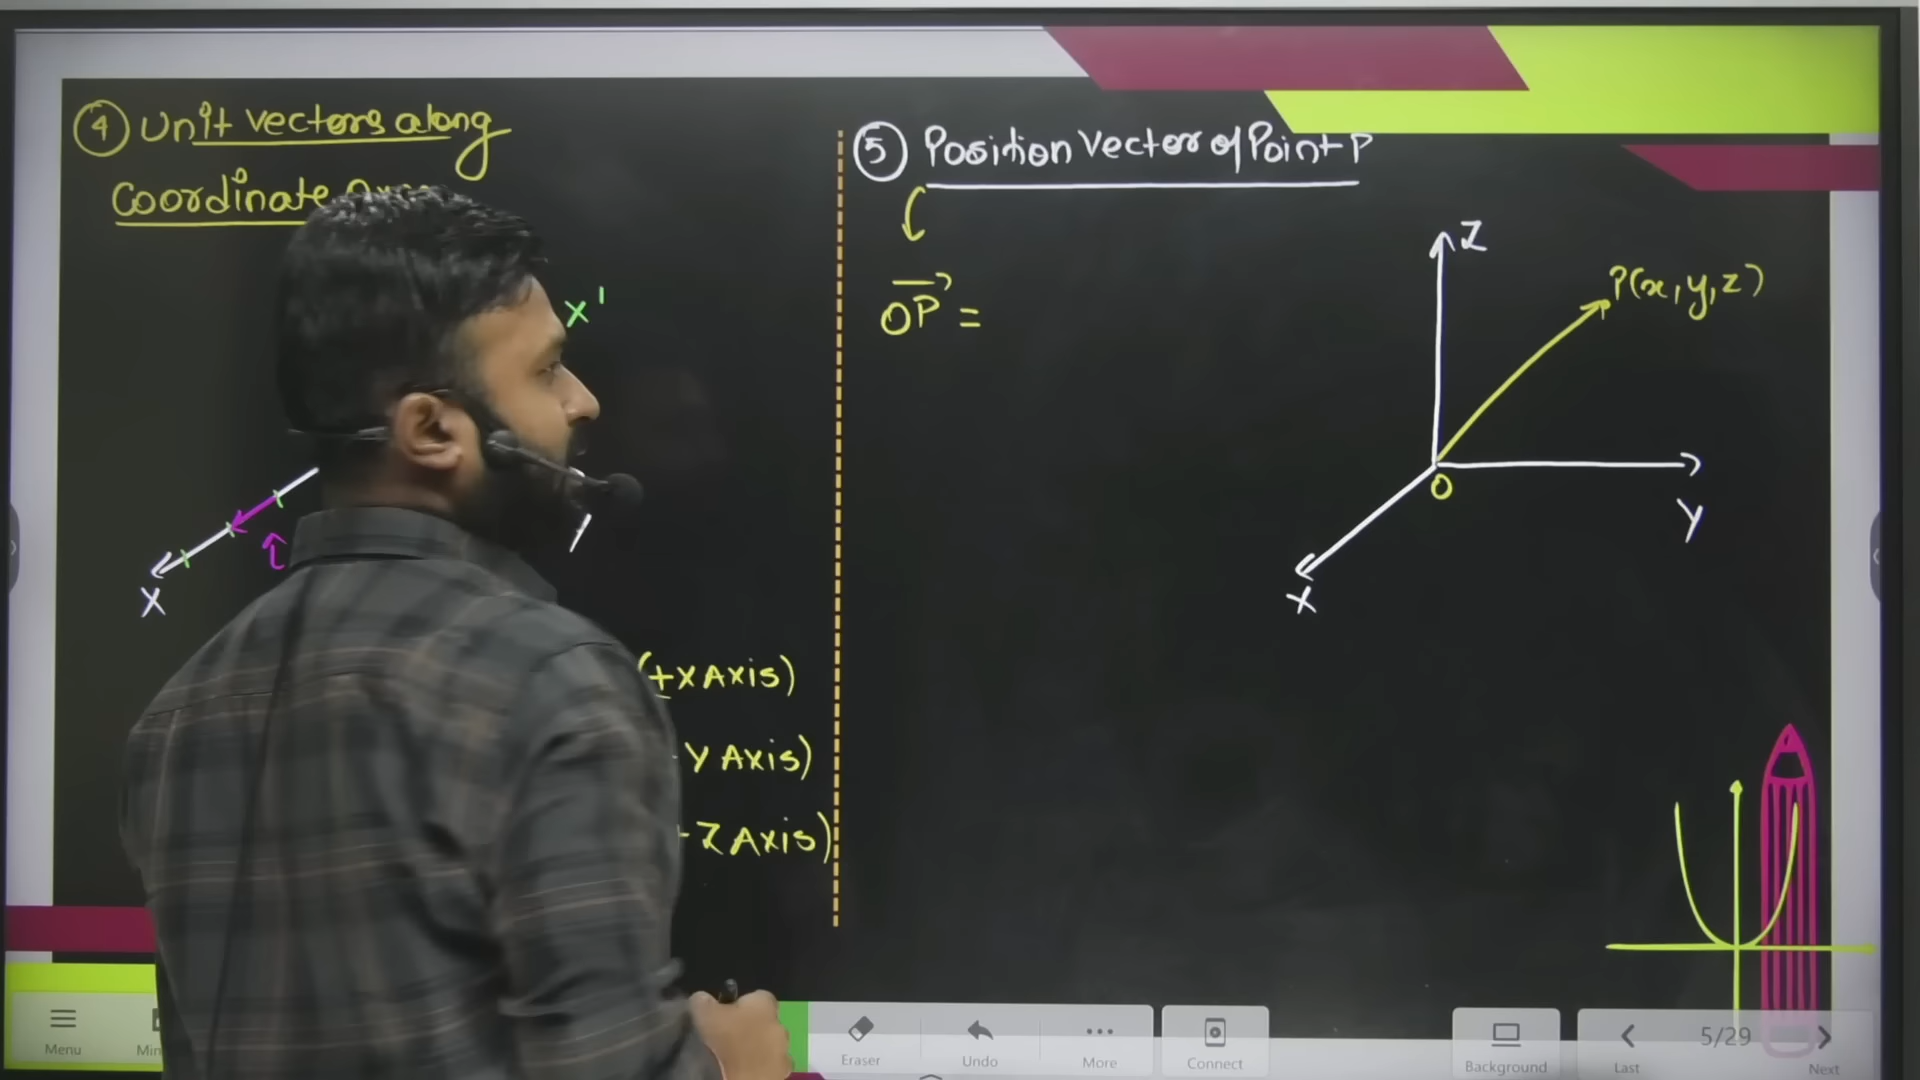 ④ Unit vectors along
Coordinate
X'
î
X
(+X Axis)
Y Axis)
Z Axis)
⑤ Position Vector of Point P
OP =
Z
P(x,y,z)
O
Y
X
Menu
Eraser
Undo
More
Connect
Background
Last
5/29
Next